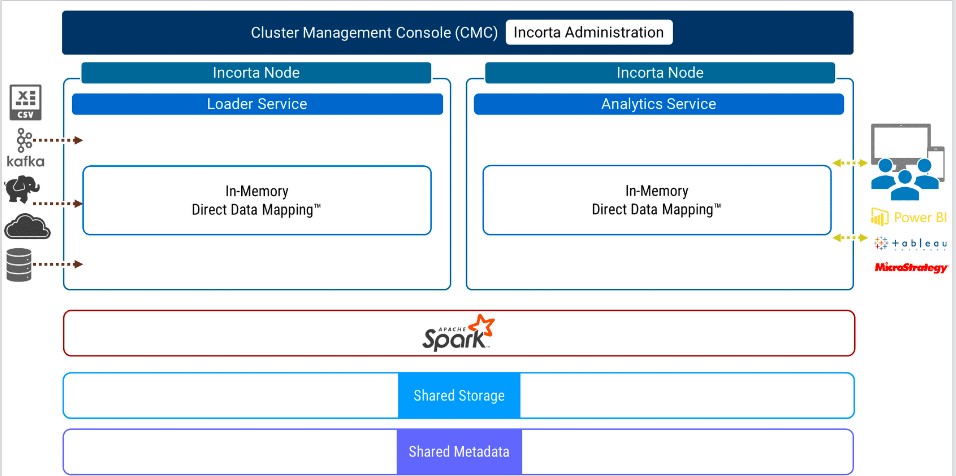 Cluster Management Console (CMC) Incorta Administration
Incorta Node
Incorta Node
Loader Service
Analytics Service
X
CSV
kafka
In-Memory
Direct Data Mapping™
In-Memory
Direct Data Mapping™
Power BI
+ableau
MicroStrategy
APACHE
Spark™
Shared Storage
Shared Metadata